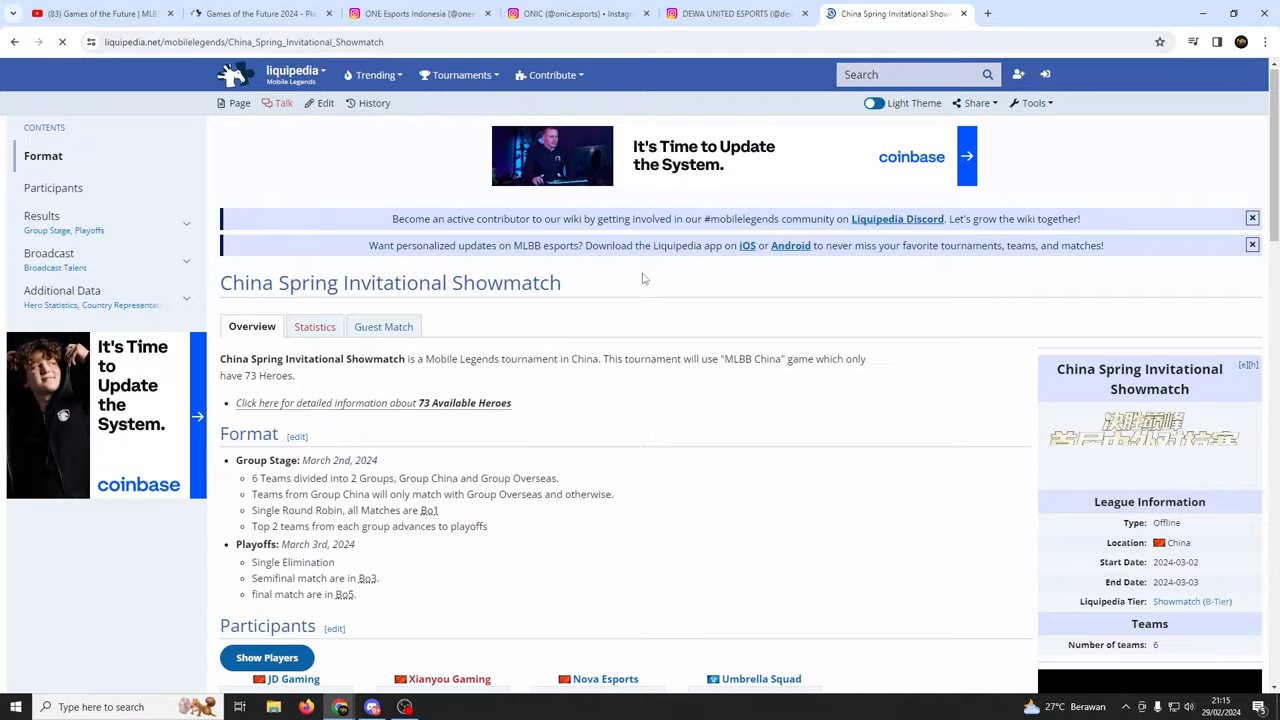 (83) Games of the Future | MLB
Games of the Future 2024 - Pla
ONE Esports Indonesia (@one
ONIC (@onic.esports) • Instagra
DEWA UNITED ESPORTS (@de
China Spring Invitational Show
liquipedia.net/mobilelegends/China_Spring_Invitational_Showmatch
liquipedia
Mobile Legends
Trending
Tournaments
Contribute
Search
Page
Talk
Edit
History
Light Theme
Share
Tools
CONTENTS
Format
Participants
Results
Group Stage, Playoffs
Broadcast
Broadcast Talent
Additional Data
Hero Statistics, Country Representa
It's Time
to
Update
the
System.
coinbase
It's Time to Update
the System.
coinbase
Become an active contributor to our wiki by getting involved in our #mobilelegends community on Liquipedia Discord. Let's grow the wiki together!
Want personalized updates on MLBB esports? Download the Liquipedia app on iOS or Android to never miss your favorite tournaments, teams, and matches!
China Spring Invitational Showmatch
Overview
Statistics
Guest Match
China Spring Invitational Showmatch is a Mobile Legends tournament in China. This tournament will use "MLBB China" game which only
have 73 Heroes.
Click here for detailed information about 73 Available Heroes
Format [edit]
Group Stage: March 2nd, 2024
6 Teams divided into 2 Groups, Group China and Group Overseas.
Teams from Group China will only match with Group Overseas and otherwise.
Single Round Robin, all Matches are Bo1
Top 2 teams from each group advances to playoffs
Playoffs: March 3rd, 2024
Single Elimination
Semifinal match are in Bo3.
final match are in Bo5.
Participants [edit]
Show Players
JD Gaming
Xianyou Gaming
Nova Esports
Umbrella Squad
[e][h]
China Spring Invitational
Showmatch
决胜巅峰
League Information
Type: Offline
Location: China
Start Date: 2024-03-02
End Date: 2024-03-03
Liquipedia Tier: Showmatch (B-Tier)
Teams
Number of teams: 6
Type here to search
27°C Berawan
21:15
29/02/2024
5